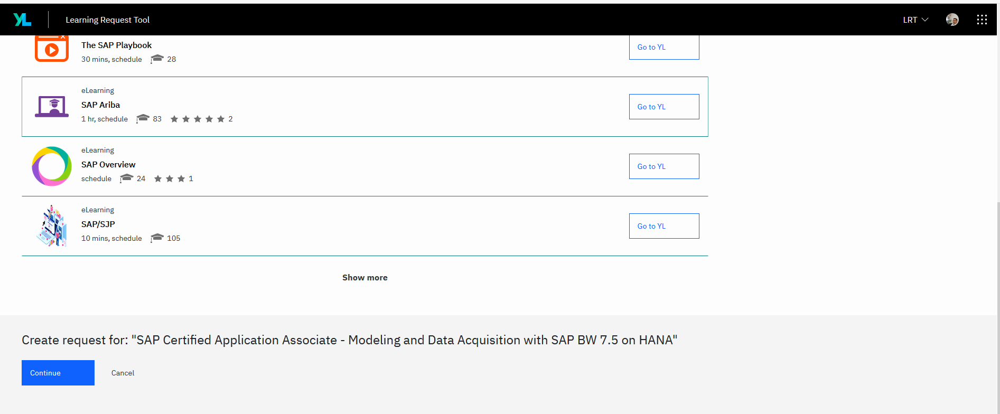 YL
Learning Request Tool
LRT
The SAP Playbook
30 mins, schedule 28
Go to YL
eLearning
SAP Ariba
1 hr, schedule 83 ★★★★★ 2
Go to YL
eLearning
SAP Overview
schedule 24 ★★★ 1
Go to YL
eLearning
SAP/SJP
10 mins, schedule 105
Go to YL
Show more
Create request for: "SAP Certified Application Associate - Modeling and Data Acquisition with SAP BW 7.5 on HANA"
Continue
Cancel